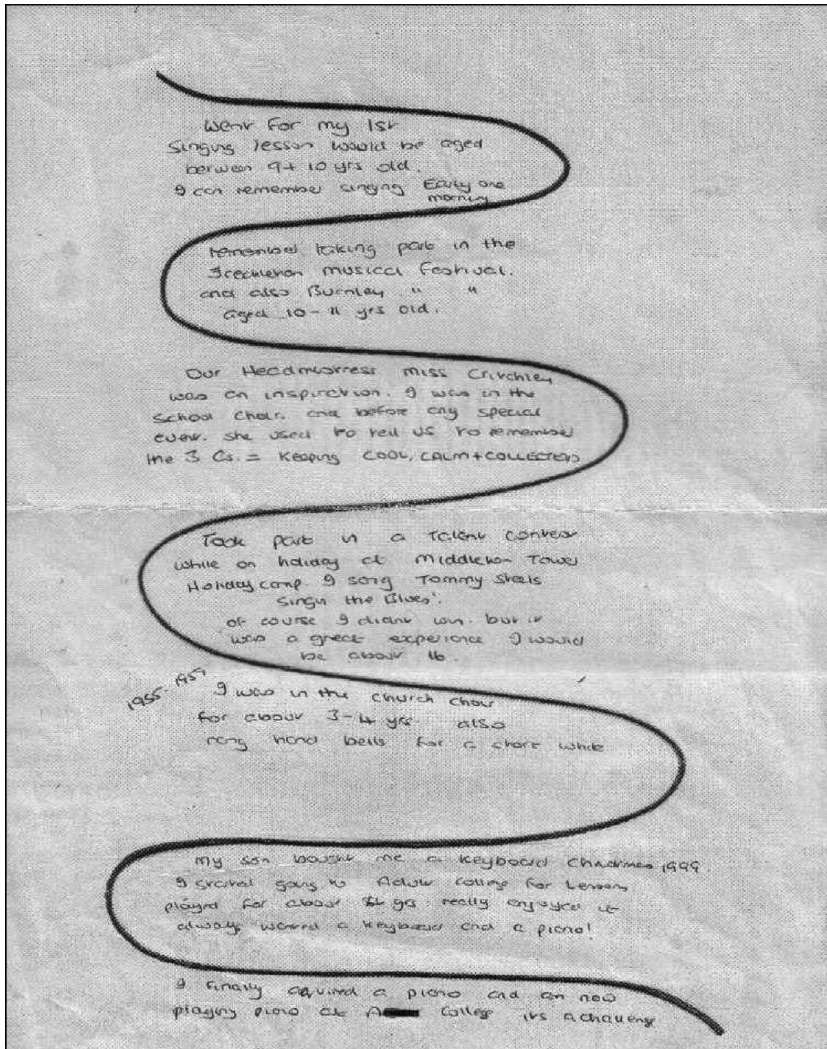 Went for my 1st
Singing lesson would be aged
between 9+10 yrs old.
I can remember singing Early one
morning
remember taking part in the
Freckleton musical Festival.
and also Burnley " "
aged 10-11 yrs old.
Our Headmistress miss Critchley
was an inspiration. I was in the
School choir. and before any special
event. she used to tell us to remember
the 3 Cs. = Keeping COOL, CALM + COLLECTED
Took part in a Talent contest
while on holiday at Middleton Tower
Holiday camp. I sang Tommy Steels
Singin the Blues'.
of course I didnt win. but it
was a great experience I would
be about 16.
1955-1959
I was in the church choir
for about 3-4 yrs also
rang hand bells for a short while
My son bought me a Keyboard 1999.
I started going to Adult College for Lessons
played for about yrs. really enjoyed it
always wanted a keyboard and a piano!
I finally aquired a piano and am now
playing piano at A College its a challenge